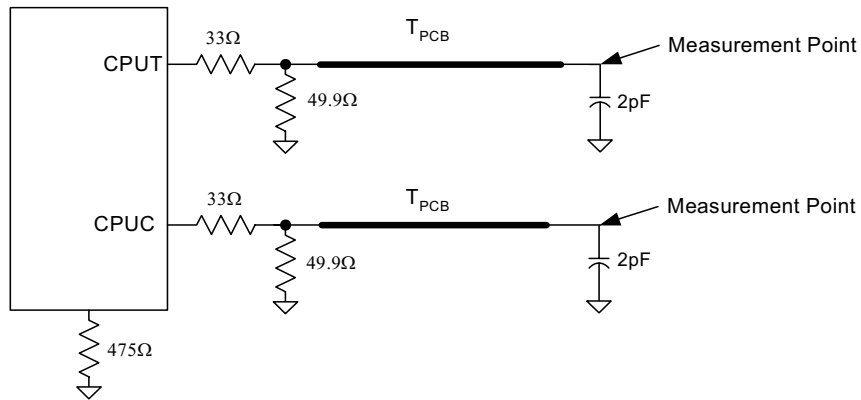 33Ω
T_PCB
Measurement Point
CPUT
49.9Ω
2pF
33Ω
T_PCB
Measurement Point
CPUC
49.9Ω
2pF
475Ω